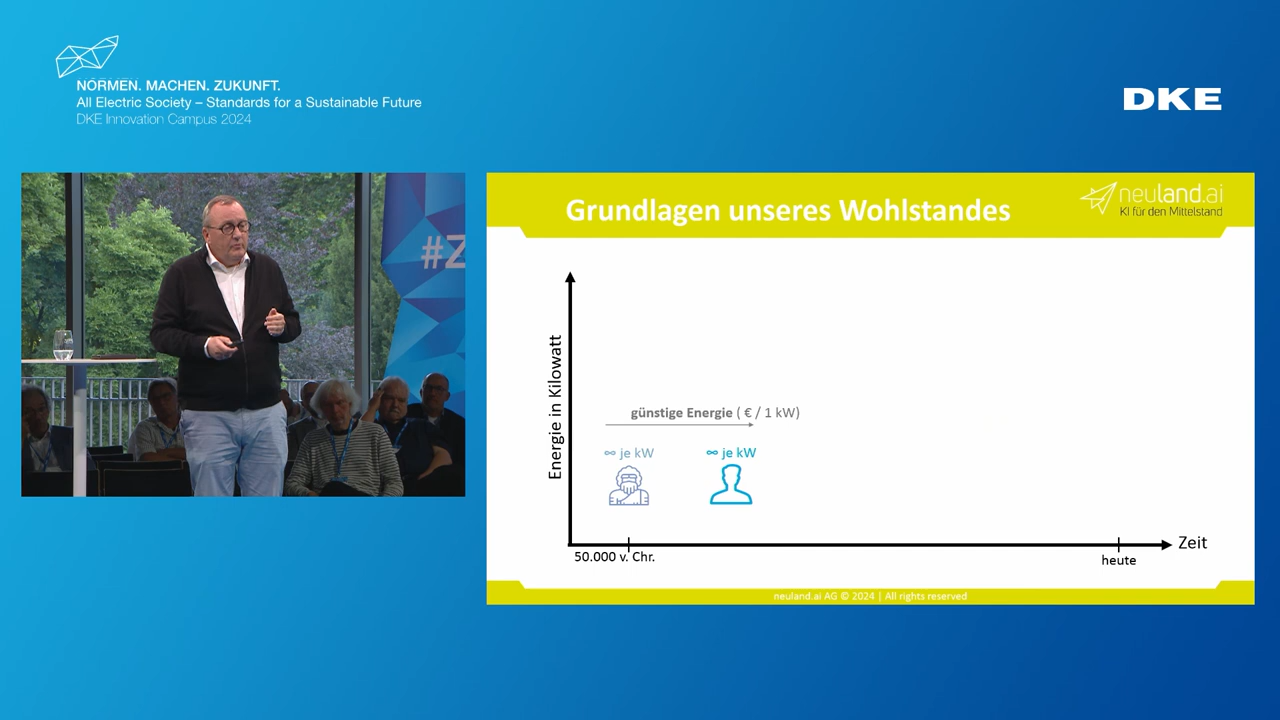 NORMEN. MACHEN. ZUKUNFT.
All Electric Society – Standards for a Sustainable Future
DKE Innovation Campus 2024
DKE
#Z
Grundlagen unseres Wohlstandes
neuland.ai
KI für den Mittelstand
Energie in Kilowatt
günstige Energie ( € / 1 kW)
∞ je kW
∞ je kW
50.000 v. Chr.
heute
Zeit
neuland.ai AG © 2024 | All rights reserved